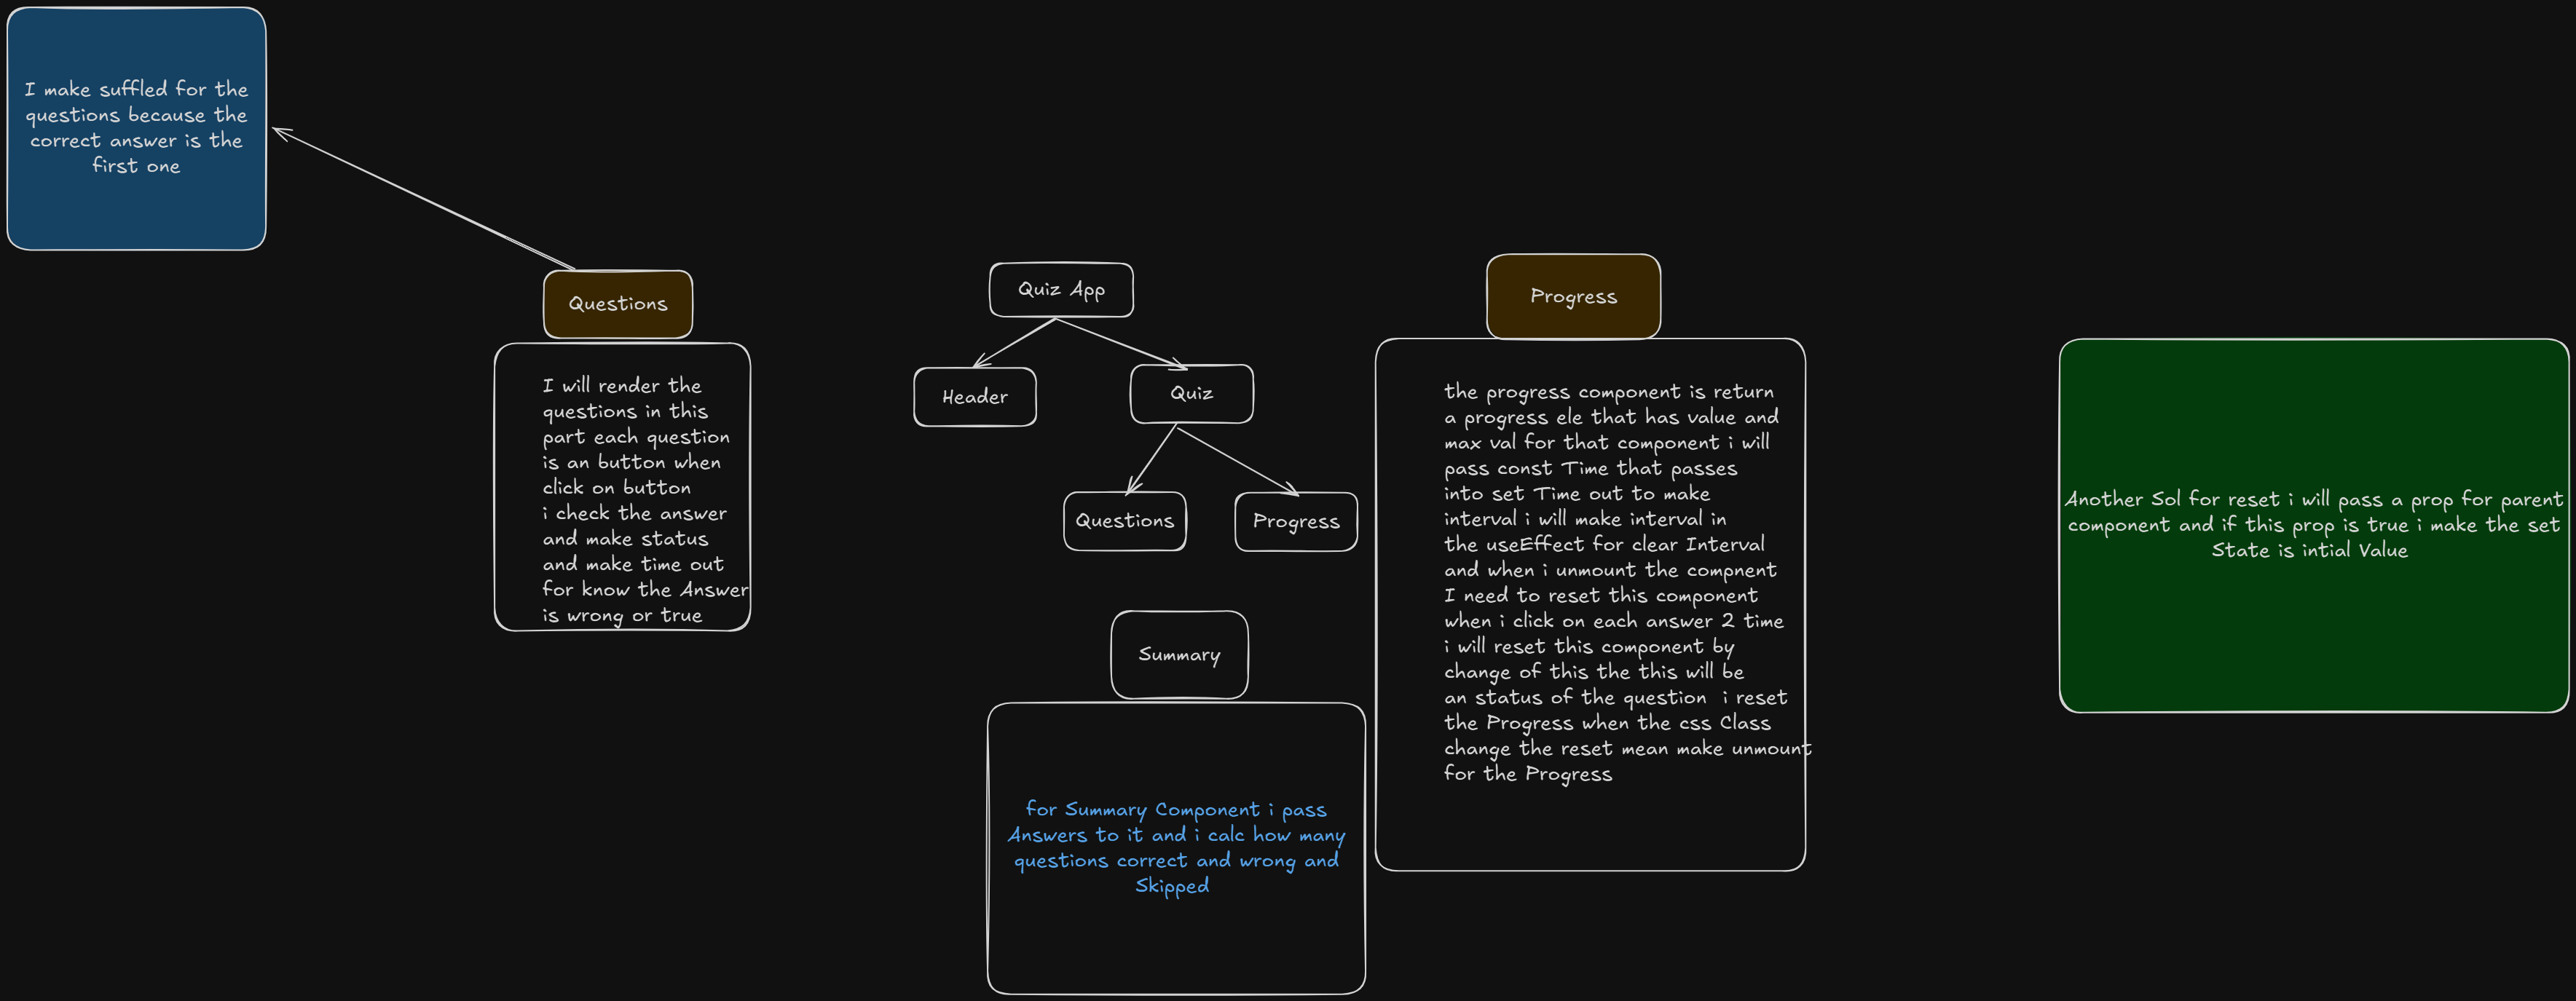 I make suffled for the
questions because the
correct answer is the
first one
Questions
I will render the
questions in this
part each question
is an button when
click on button
i check the answer
and make status
and make time out
for know the Answer
is wrong or true
Quiz App
Header
Quiz
Questions
Progress
Summary
for Summary Component i pass
Answers to it and i calc how many
questions correct and wrong and
Skipped
Progress
the progress component is return
a progress ele that has value and
max val for that component i will
pass const Time that passes
into set Time out to make
interval i will make interval in
the useEffect for clear Interval
and when i unmount the compnent
I need to reset this component
when i click on each answer 2 time
i will reset this component by
change of this the this will be
an status of the question  i reset
the Progress when the css Class
change the reset mean make unmount
for the Progress
Another Sol for reset i will pass a prop for parent
component and if this prop is true i make the set
State is intial Value